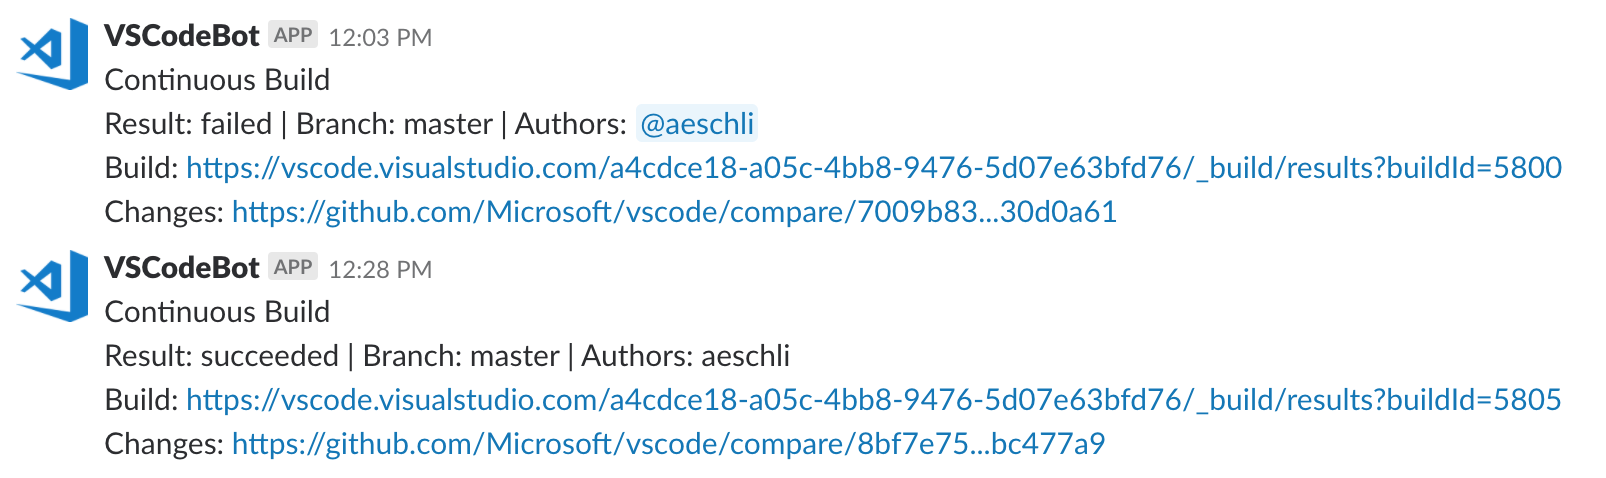 VSCodeBot APP 12:03 PM
Continuous Build
Result: failed | Branch: master | Authors: @aeschli
Build: https://vscode.visualstudio.com/a4cdce18-a05c-4bb8-9476-5d07e63bfd76/_build/results?buildId=5800
Changes: https://github.com/Microsoft/vscode/compare/7009b83...30d0a61
VSCodeBot APP 12:28 PM
Continuous Build
Result: succeeded | Branch: master | Authors: aeschli
Build: https://vscode.visualstudio.com/a4cdce18-a05c-4bb8-9476-5d07e63bfd76/_build/results?buildId=5805
Changes: https://github.com/Microsoft/vscode/compare/8bf7e75...bc477a9